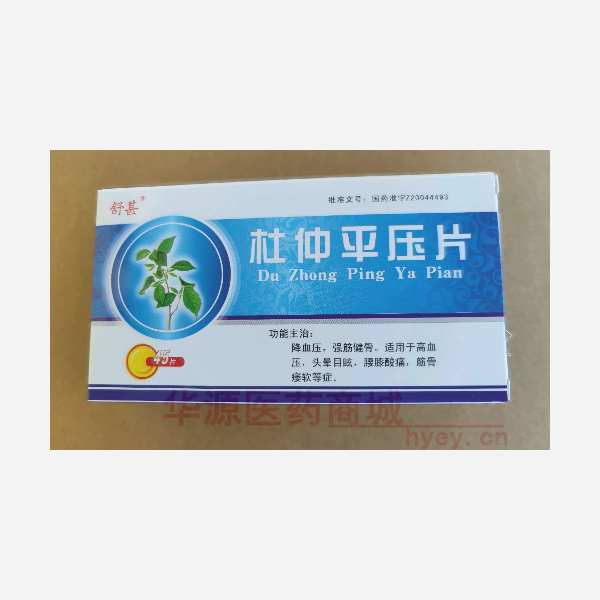 舒甚®
批准文号：国药准字Z20044493
杜仲平压片
Du Zhong Ping Ya Pian
功能主治：
降血压，强筋健骨。适用于高血
压，头晕目眩，腰膝酸痛，筋骨
痿软等症。
45片
华源医药商城
hyey.cn